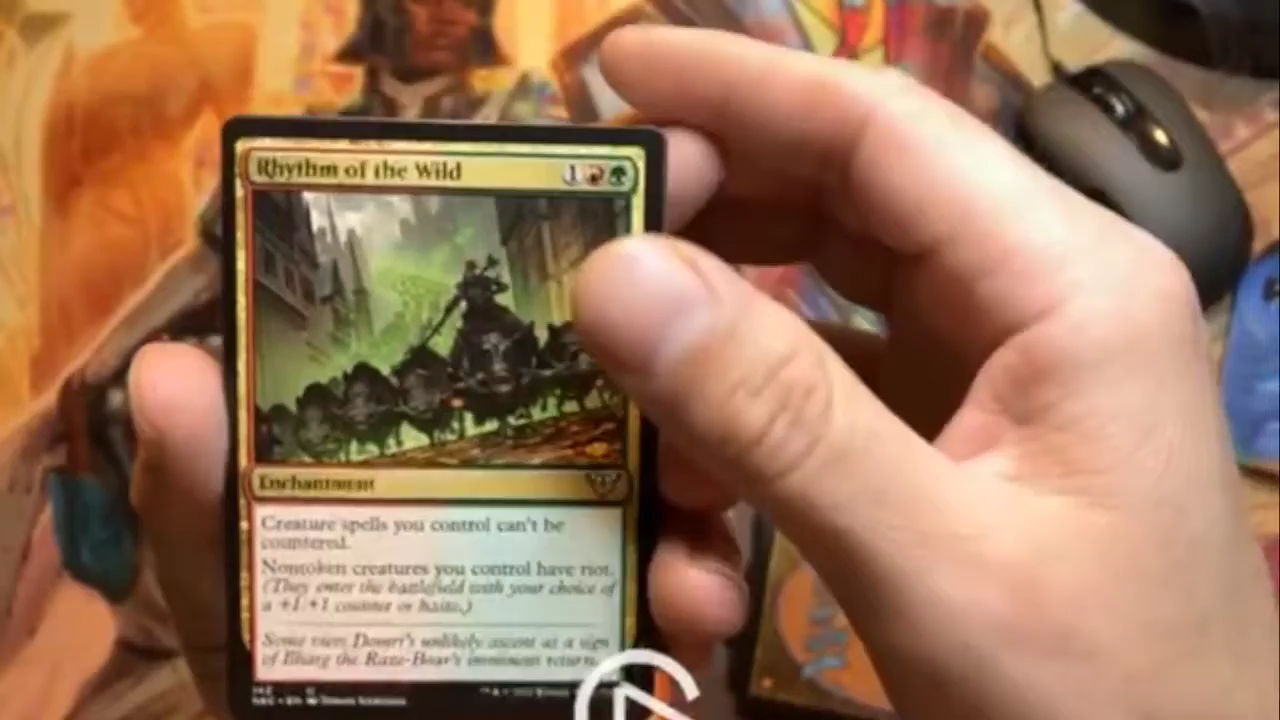 Rhythm of the Wild
1
Enchantment
Creature spells you control can't be
countered.
Nontoken creatures you control have riot.
(They enter the battlefield with your choice of
a +1/+1 counter or haste.)
Some view Domri's unlikely ascent as a sign
of Ilharg the Raze-Boar's imminent return.